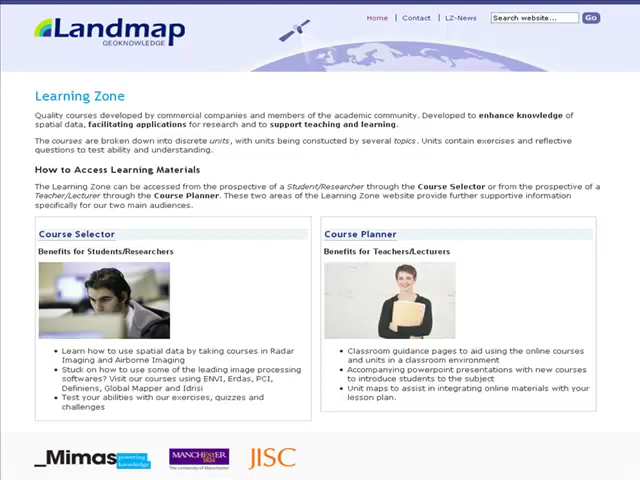 Landmap
GEOKNOWLEDGE
Home | Contact | LZ-News
Search website...
Go
Learning Zone
Quality courses developed by commercial companies and members of the academic community. Developed to enhance knowledge of
spatial data, facilitating applications for research and to support teaching and learning.
The courses are broken down into discrete units, with units being constucted by several topics. Units contain exercises and reflective
questions to test ability and understanding.
How to Access Learning Materials
The Learning Zone can be accessed from the prospective of a Student/Researcher through the Course Selector or from the prospective of a
Teacher/Lecturer through the Course Planner. These two areas of the Learning Zone website provide further supportive information
specifically for our two main audiences.
Course Selector
Benefits for Students/Researchers
• Learn how to use spatial data by taking courses in Radar
Imaging and Airborne Imaging
• Stuck on how to use some of the leading image processing
softwares? Visit our courses using ENVI, Erdas, PCI,
Definiens, Global Mapper and Idrisi
• Test your abilities with our exercises, quizzes and
challenges
Course Planner
Benefits for Teachers/Lecturers
• Classroom guidance pages to aid using the online courses
and units in a classroom environment
• Accompanying powerpoint presentations with new courses
to introduce students to the subject
• Unit maps to assist in integrating online materials with your
lesson plan.
_Mimas
powering
knowledge
MANCHESTER
1824
The University of Manchester
JISC